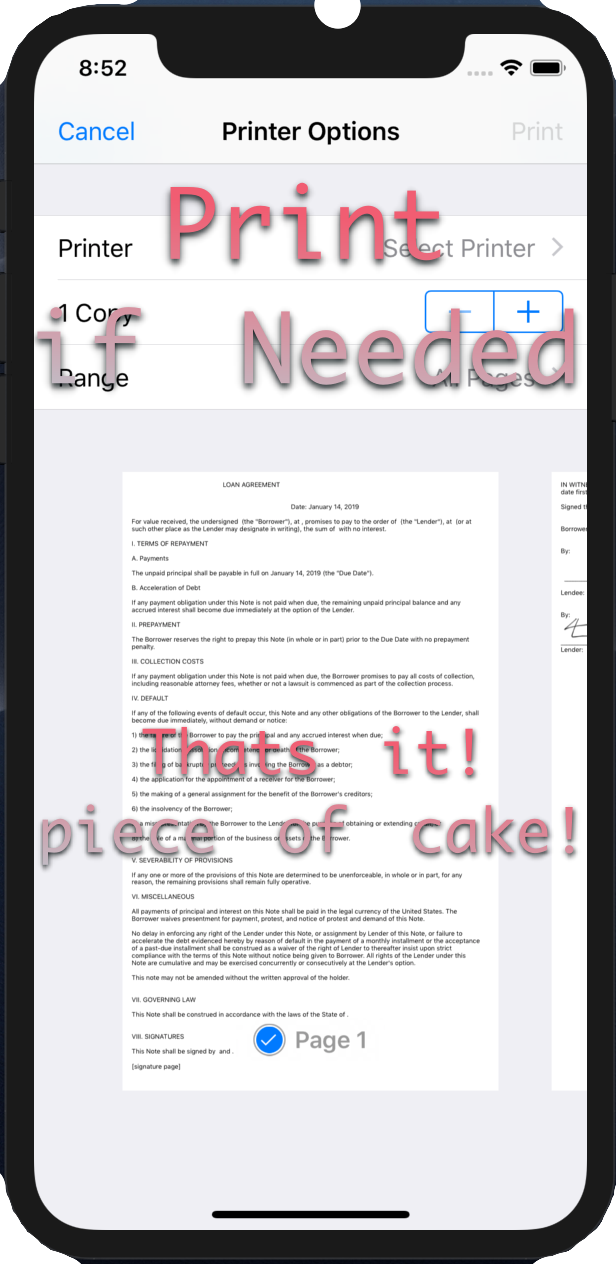 8:52
Cancel Printer Options Print
Print
Printer Select Printer
1 Copy
if Needed
Range All Pages
LOAN AGREEMENT
Date: January 14, 2019
For value received, the undersigned (the "Borrower"), at , promises to pay to the order of (the "Lender"), at (or at
such other place as the Lender may designate in writing), the sum of with no interest.
I. TERMS OF REPAYMENT
A. Payments
The unpaid principal shall be payable in full on January 14, 2019 (the "Due Date").
B. Acceleration of Debt
If any payment obligation under this Note is not paid when due, the remaining unpaid principal balance and any
accrued interest shall become due immediately at the option of the Lender.
II. PREPAYMENT
The Borrower reserves the right to prepay this Note (in whole or in part) prior to the Due Date with no prepayment
penalty.
III. COLLECTION COSTS
If any payment obligation under this Note is not paid when due, the Borrower promises to pay all costs of collection,
including reasonable attorney fees, whether or not a lawsuit is commenced as part of the collection process.
IV. DEFAULT
If any of the following events of default occur, this Note and any other obligations of the Borrower to the Lender, shall
become due immediately, without demand or notice:
1) the of the Borrower to pay the principal and any accrued interest when due;
Thats it!
2) the death of the Borrower;
3) the filing of bankruptcy proceedings involving the Borrower as a debtor;
4) the application for the appointment of a receiver for the Borrower;
5) the making of a general assignment for the benefit of the Borrower's creditors;
6) the insolvency of the Borrower;
piece of cake!
a by the Borrower to the Lender for the purpose of obtaining or extending
sale of a material portion of the business or assets of the Borrower.
V. SEVERABILITY OF PROVISIONS
If any one or more of the provisions of this Note are determined to be unenforceable, in whole or in part, for any
reason, the remaining provisions shall remain fully operative.
VI. MISCELLANEOUS
All payments of principal and interest on this Note shall be paid in the legal currency of the United States. The
Borrower waives presentment for payment, protest, and notice of protest and demand of this Note.
No delay in enforcing any right of the Lender under this Note, or assignment by Lender of this Note, or failure to
accelerate the debt evidenced hereby by reason of default in the payment of a monthly installment or the acceptance
of a past-due installment shall be construed as a waiver of the right of Lender to thereafter insist upon strict
compliance with the terms of this Note without notice being given to Borrower. All rights of the Lender under this
Note are cumulative and may be exercised concurrently or consecutively at the Lender's option.
This note may not be amended without the written approval of the holder.
VII. GOVERNING LAW
This Note shall be construed in accordance with the laws of the State of .
VIII. SIGNATURES
This Note shall be signed by and .
[signature page]
Page 1
IN WITN
date first
Signed th
Borrower
By:
Lendee:
By:
Lender: